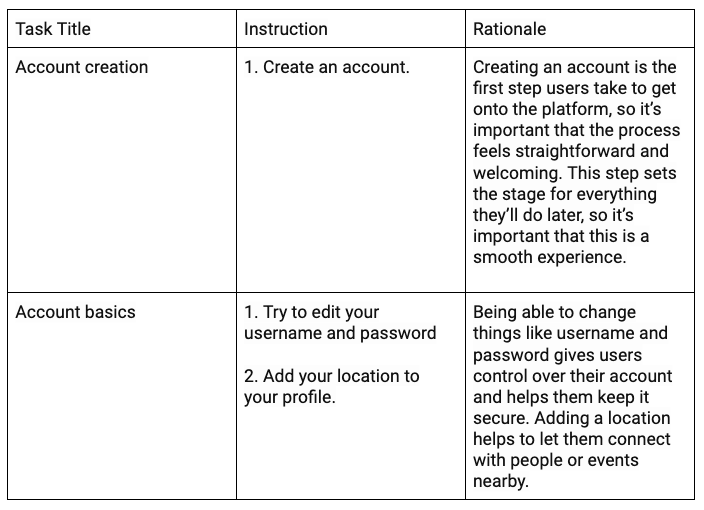 Task Title
Instruction
Rationale
Account creation
1. Create an account.
Creating an account is the
first step users take to get
onto the platform, so it’s
important that the process
feels straightforward and
welcoming. This step sets
the stage for everything
they’ll do later, so it’s
important that this is a
smooth experience.
Account basics
1. Try to edit your
username and password
2. Add your location to
your profile.
Being able to change
things like username and
password gives users
control over their account
and helps them keep it
secure. Adding a location
helps to let them connect
with people or events
nearby.